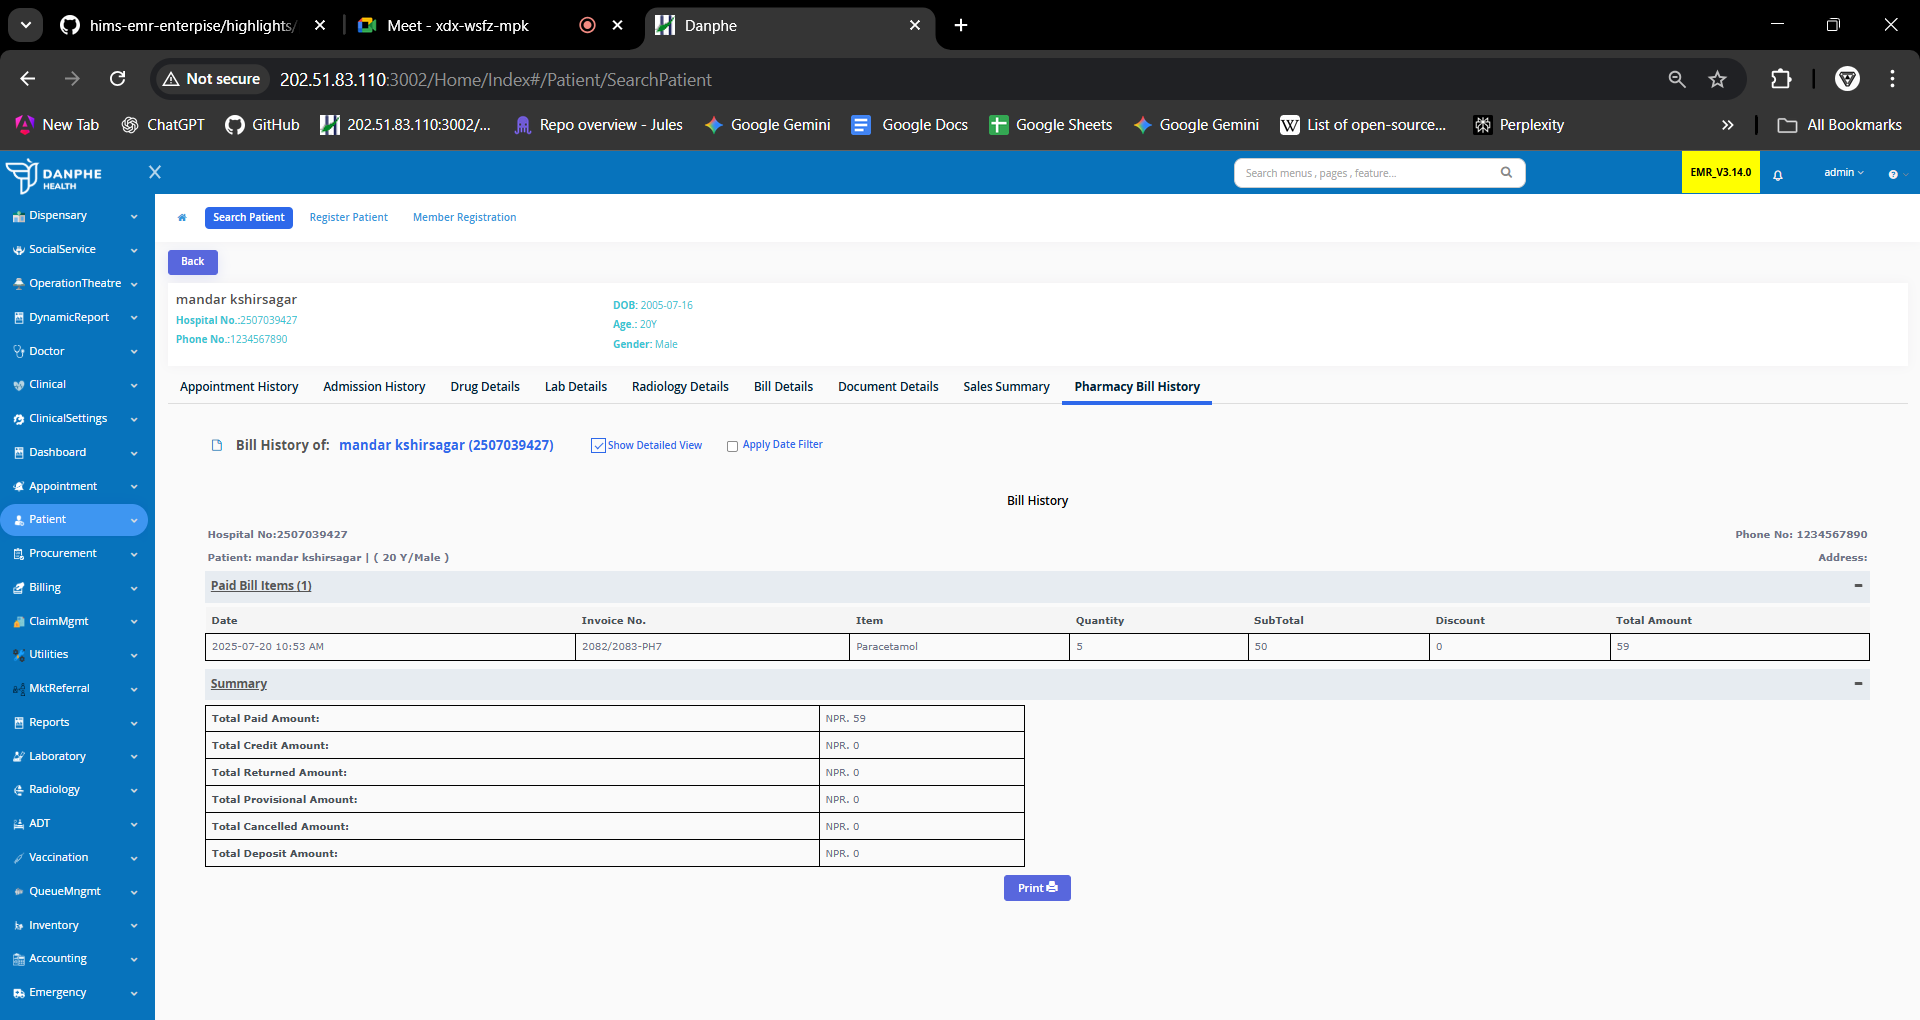 hims-emr-enterpise/highlights/
Meet - xdx-wsfz-mpk
Danphe
Not secure
202.51.83.110:3002/Home/Index#/Patient/SearchPatient
New Tab
ChatGPT
GitHub
202.51.83.110:3002/...
Repo overview - Jules
Google Gemini
Google Docs
Google Sheets
Google Gemini
List of open-source...
Perplexity
All Bookmarks
DANPHE
HEALTH
X
Search menus , pages , feature...
EMR_V3.14.0
admin
Dispensary
SocialService
OperationTheatre
DynamicReport
Doctor
Clinical
ClinicalSettings
Dashboard
Appointment
Patient
Procurement
Billing
ClaimMgmt
Utilities
MktReferral
Reports
Laboratory
Radiology
ADT
Vaccination
QueueMngmt
Inventory
Accounting
Emergency
Search Patient
Register Patient
Member Registration
Back
mandar kshirsagar
Hospital No.:2507039427
Phone No.:1234567890
DOB: 2005-07-16
Age.: 20Y
Gender: Male
Appointment History
Admission History
Drug Details
Lab Details
Radiology Details
Bill Details
Document Details
Sales Summary
Pharmacy Bill History
Bill History of: mandar kshirsagar (2507039427)
Show Detailed View
Apply Date Filter
Bill History
Hospital No:2507039427
Phone No: 1234567890
Patient: mandar kshirsagar | ( 20 Y/Male )
Address:
Paid Bill Items (1)
Date Invoice No. Item Quantity SubTotal Discount Total Amount
2025-07-20 10:53 AM 2082/2083-PH7 Paracetamol 5 50 0 59
Summary
Total Paid Amount: NPR. 59
Total Credit Amount: NPR. 0
Total Returned Amount: NPR. 0
Total Provisional Amount: NPR. 0
Total Cancelled Amount: NPR. 0
Total Deposit Amount: NPR. 0
Print